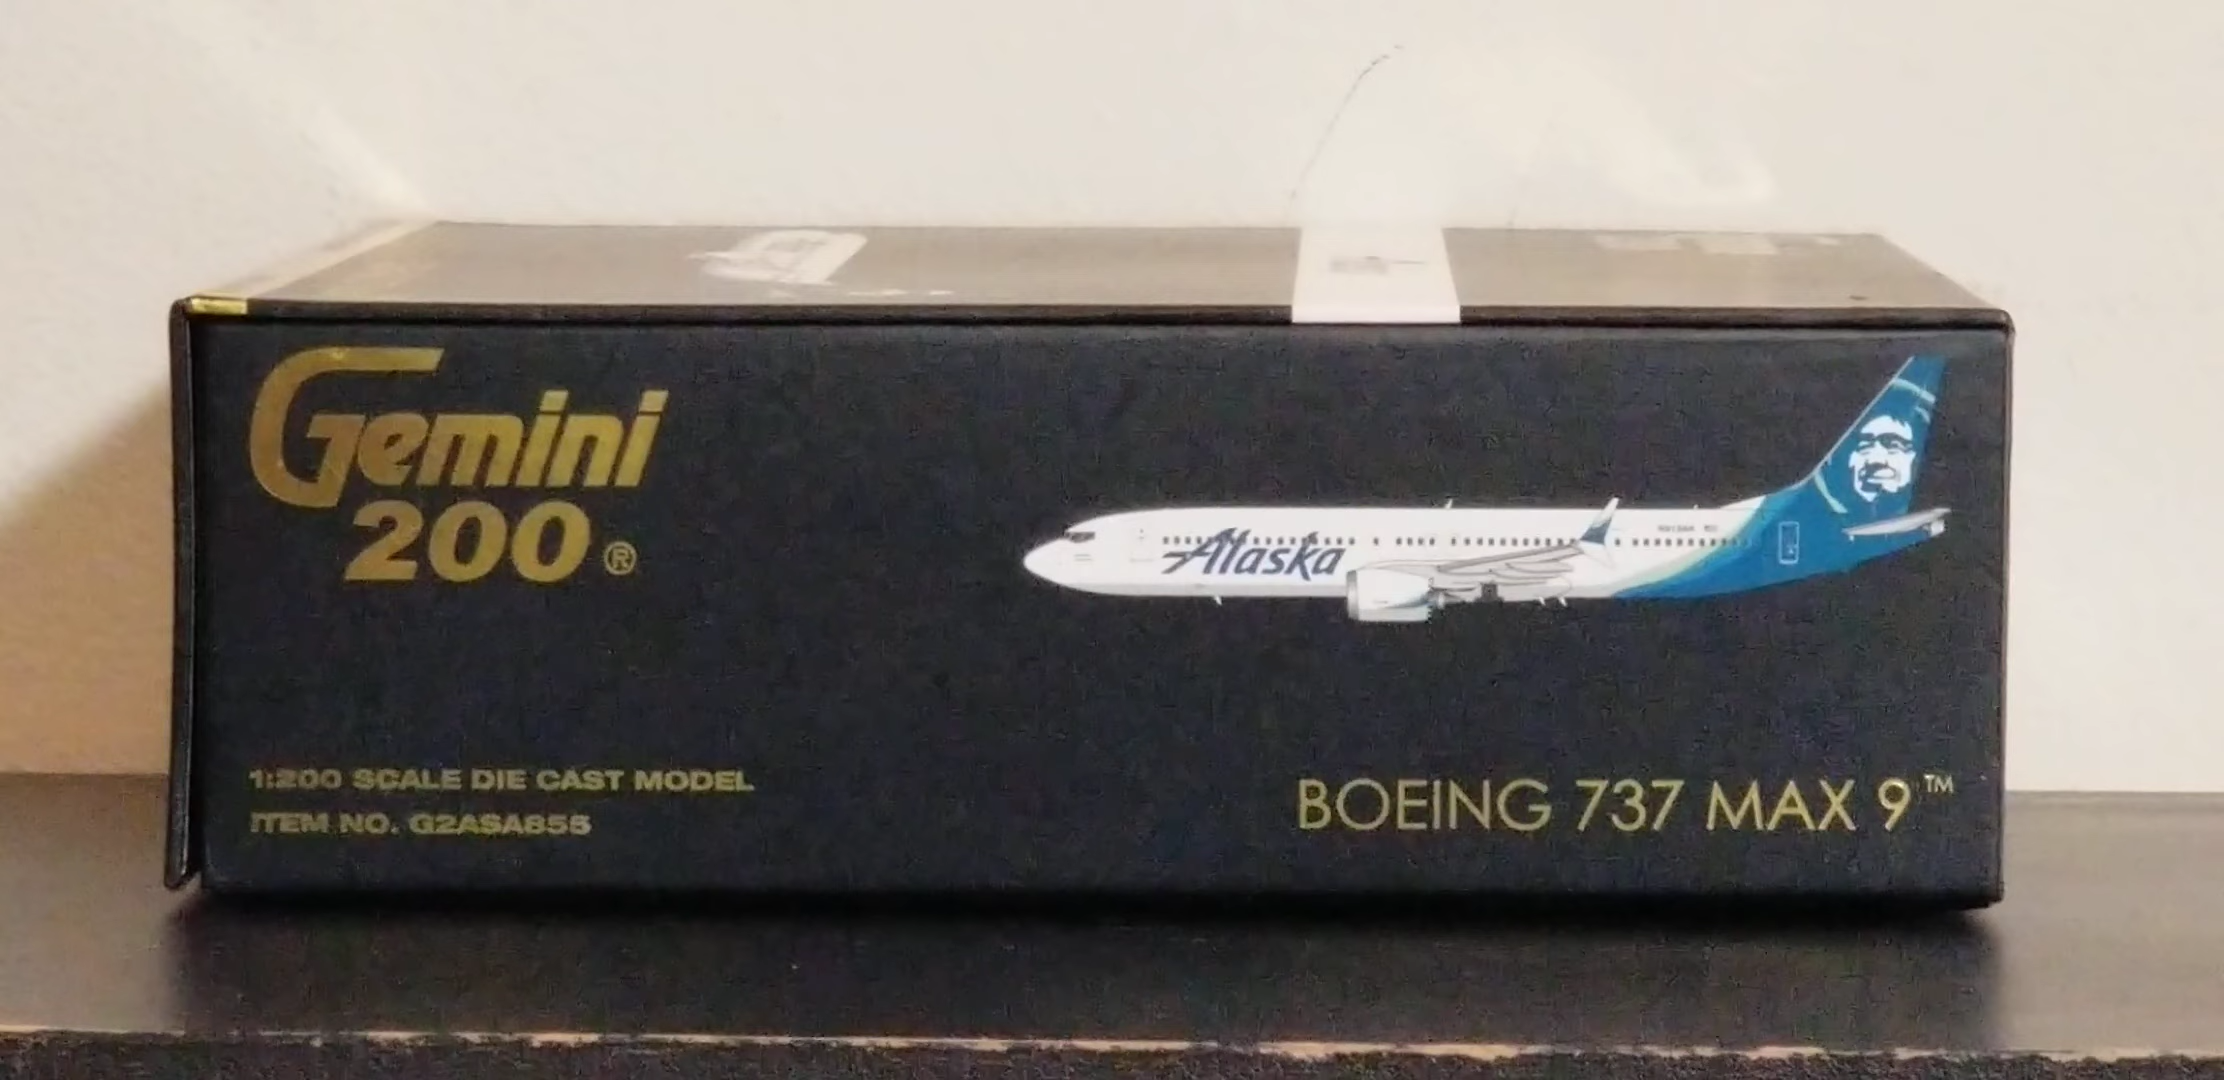 Gemini
200®
Alaska
1:200 SCALE DIE CAST MODEL
ITEM NO. G2ASA855
BOEING 737 MAX 9™